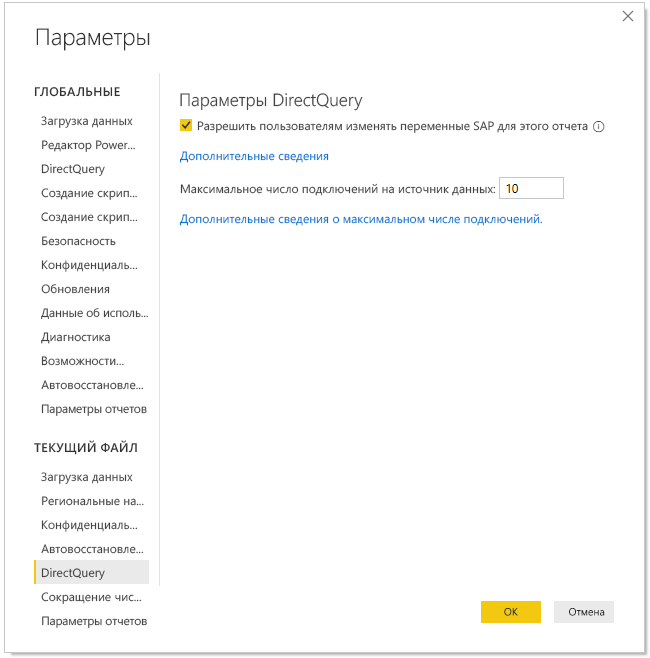 Параметры
ГЛОБАЛЬНЫЕ
Загрузка данных
Редактор Power...
DirectQuery
Создание скрип...
Создание скрип...
Безопасность
Конфиденциаль...
Обновления
Данные об исполь...
Диагностика
Возможности...
Автовосстановле...
Параметры отчетов
ТЕКУЩИЙ ФАЙЛ
Загрузка данных
Региональные на...
Конфиденциаль...
Автовосстановле...
DirectQuery
Сокращение чис...
Параметры отчетов
Параметры DirectQuery
Разрешить пользователям изменять переменные SAP для этого отчета
Дополнительные сведения
Максимальное число подключений на источник данных: 10
Дополнительные сведения о максимальном числе подключений.
ОК
Отмена